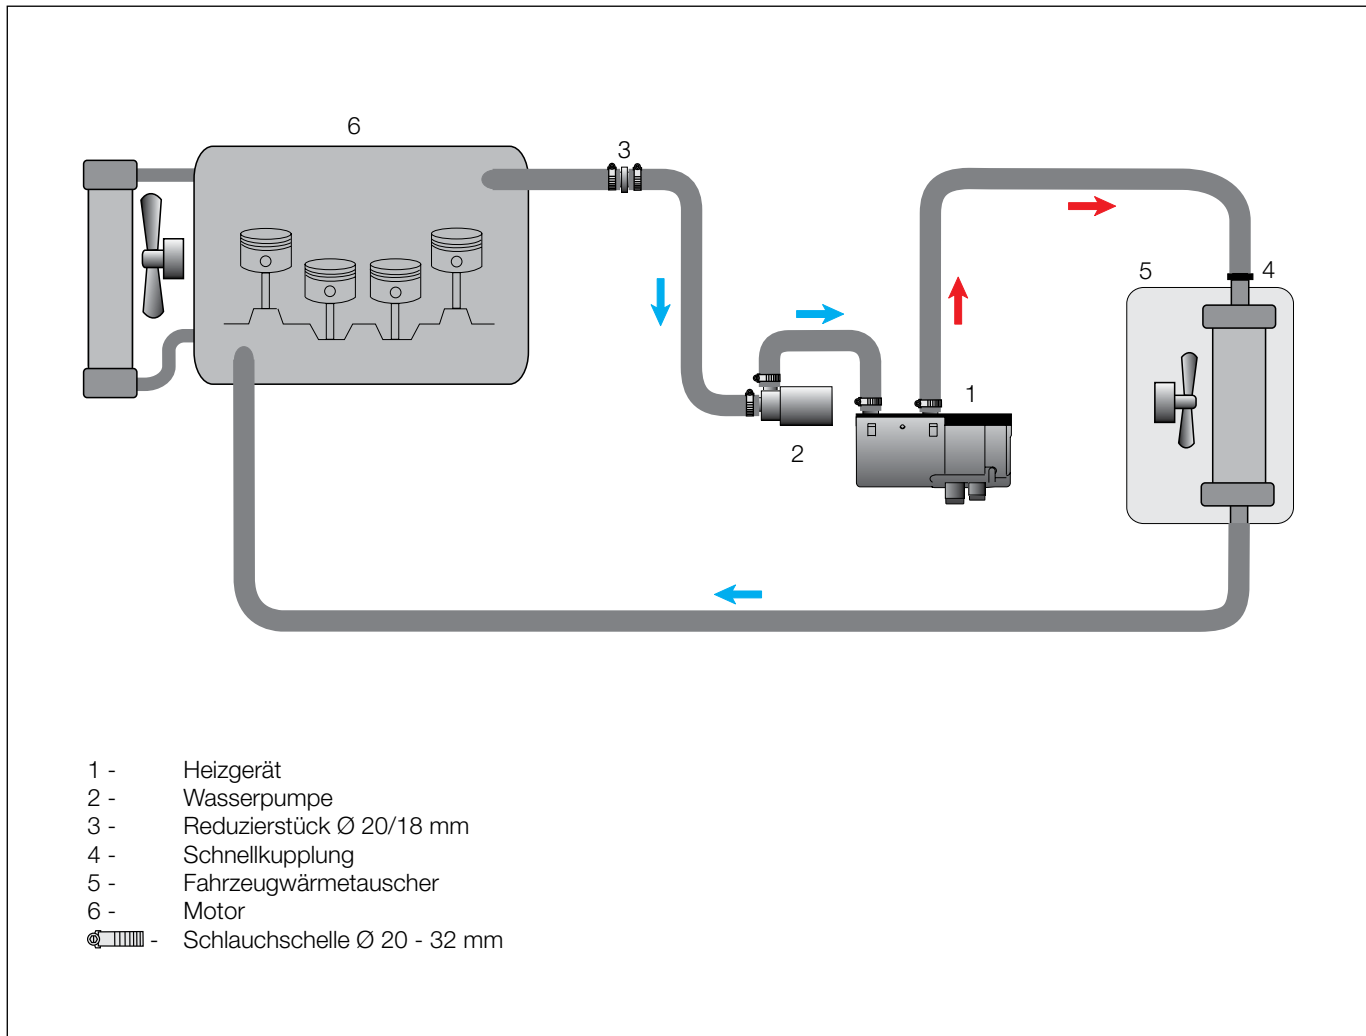 6
3
5
4
1
2
1 - Heizgerät
2 - Wasserpumpe
3 - Reduzierstück Ø 20/18 mm
4 - Schnellkupplung
5 - Fahrzeugwärmetauscher
6 - Motor
- Schlauchschelle Ø 20 - 32 mm